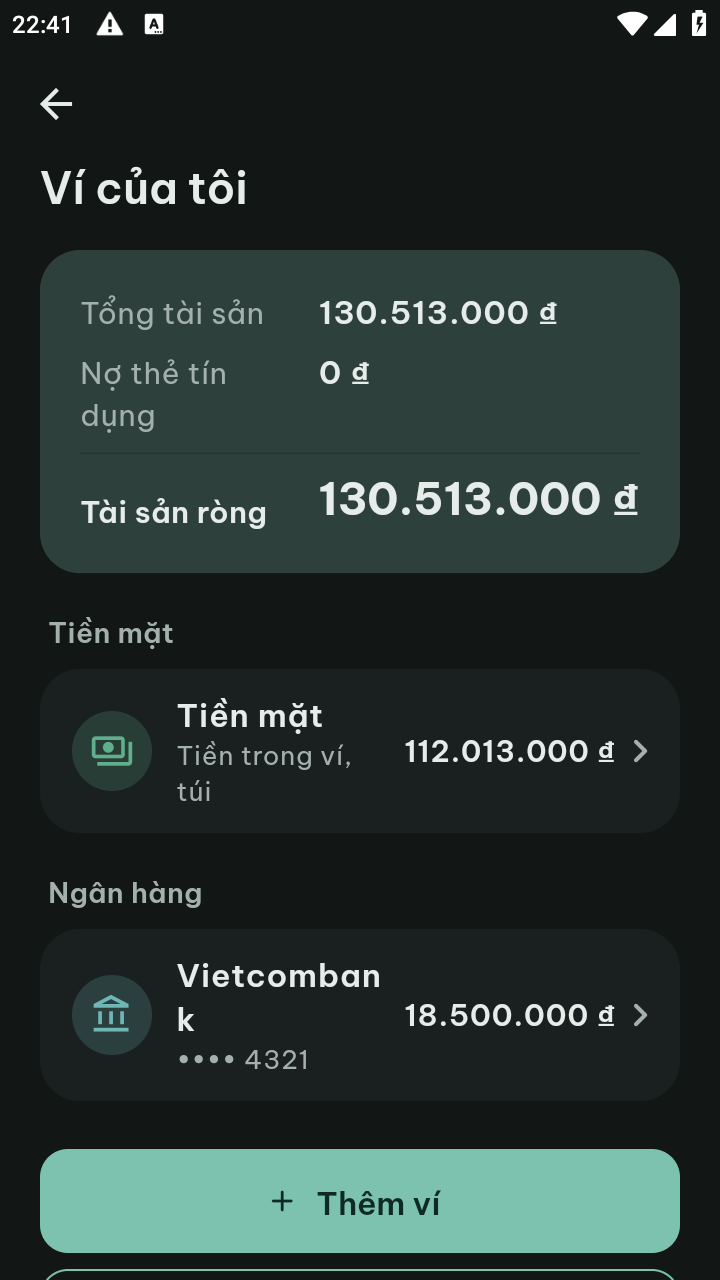 22:41
Ví của tôi
Tổng tài sản 130.513.000 ₫
Nợ thẻ tín 0 ₫
dụng
Tài sản ròng 130.513.000 ₫
Tiền mặt
Tiền mặt
Tiền trong ví,
túi
112.013.000 ₫
Ngân hàng
Vietcomban
k
•••• 4321
18.500.000 ₫
+ Thêm ví